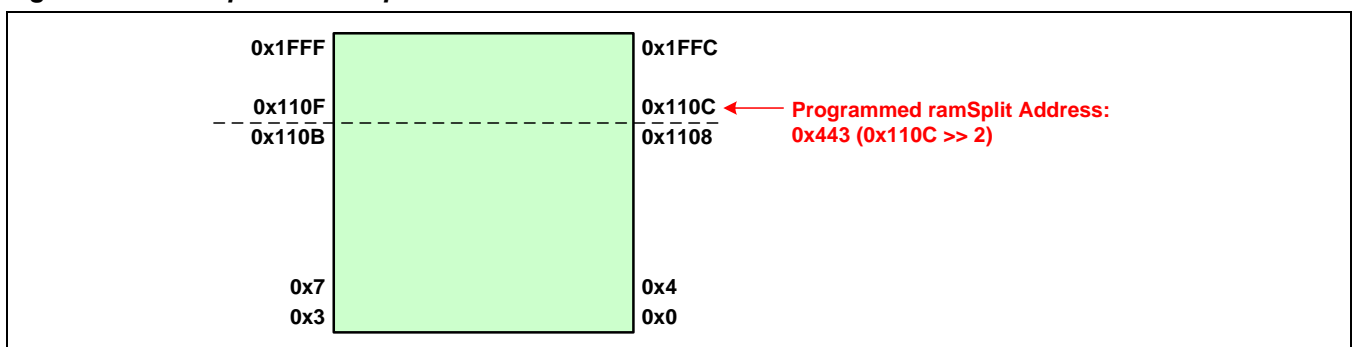 0x1FFF 0x1FFC
0x110F 0x110C Programmed ramSplit Address:
0x110B 0x1108 0x443 (0x110C >> 2)
0x7 0x4
0x3 0x0